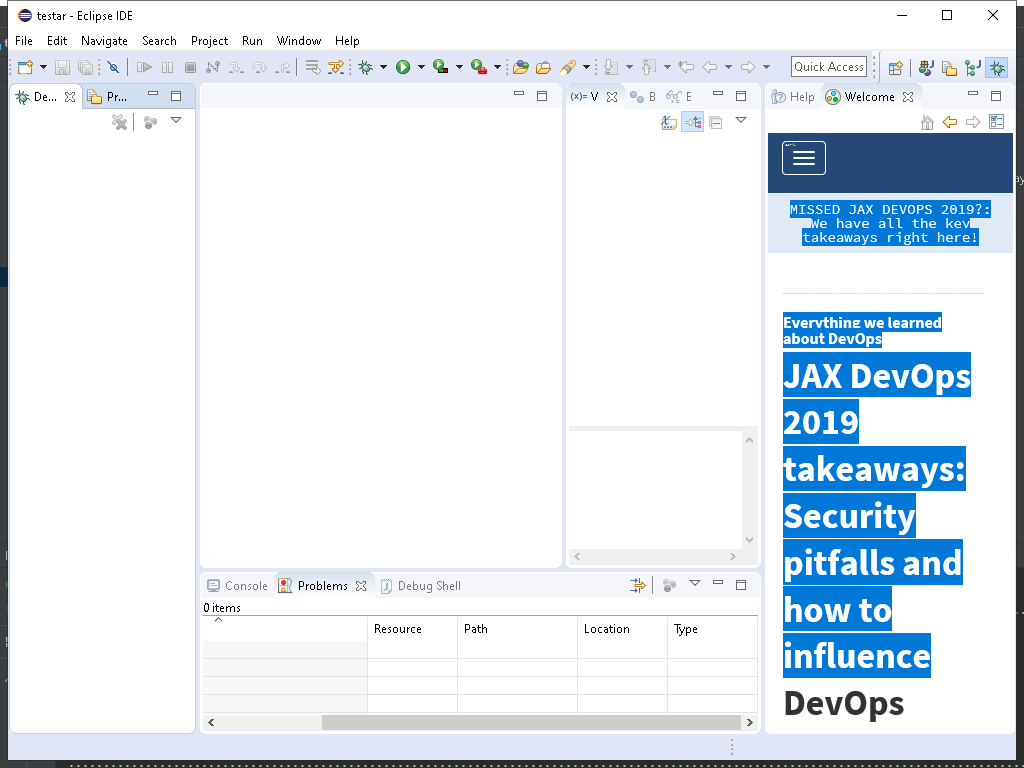 testar - Eclipse IDE
File Edit Navigate Search Project Run Window Help
Quick Access
De...
Pr...
(x)= V
B
E
Help
Welcome
MISSED JAX DEVOPS 2019?:
We have all the key
takeaways right here!
Everything we learned
about DevOps
JAX DevOps
2019
takeaways:
Security
pitfalls and
how to
influence
DevOps
Console
Problems
Debug Shell
0 items
Resource Path Location Type